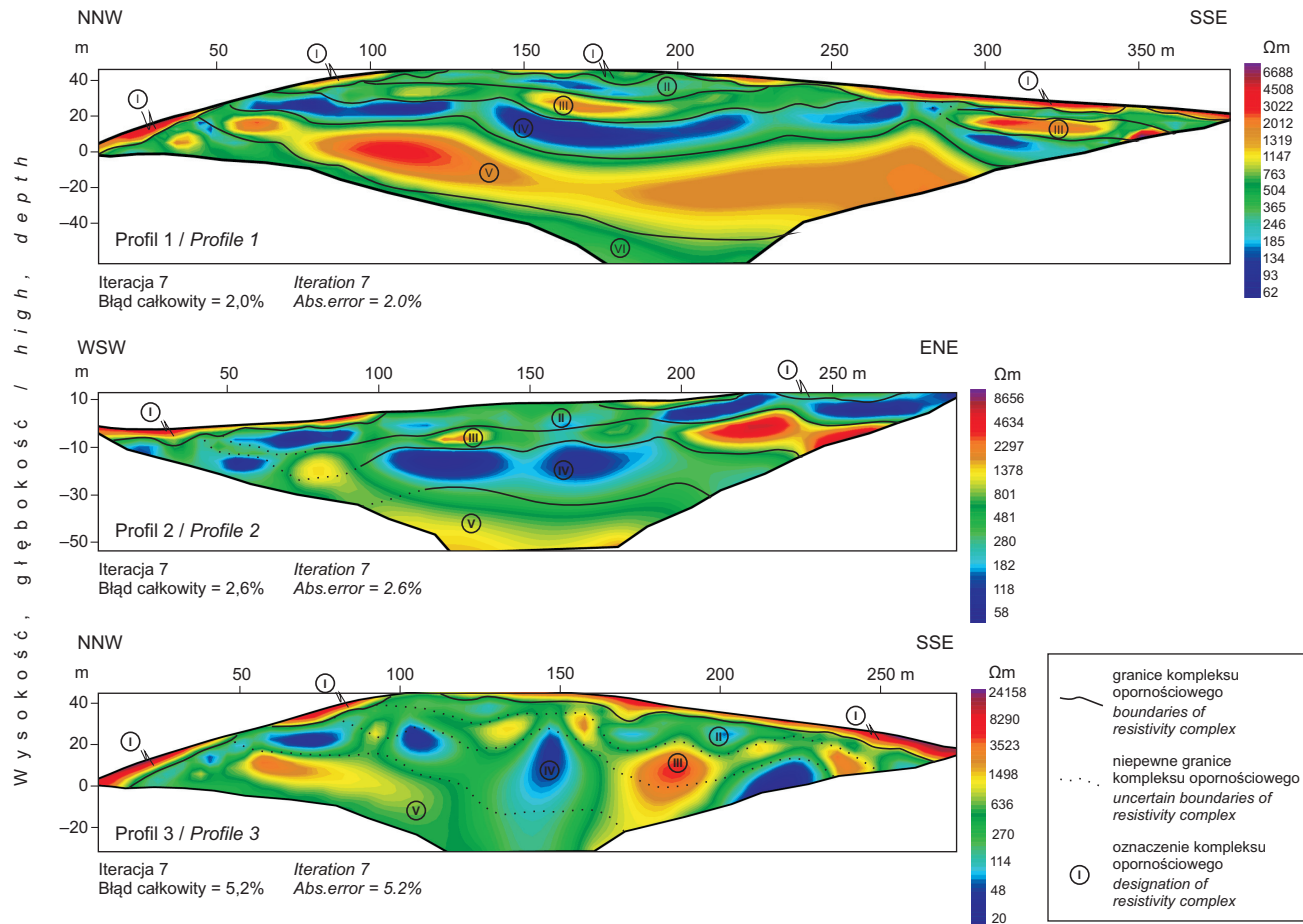 Wysokość, głębokość / high, depth
NNW SSE
m 50 100 150 200 250 300 350 m
I I I I
II
III
III
IV
V
VI
40
20
0
–20
–40
Profil 1 / Profile 1
Ωm
6688
4508
3022
2012
1319
1147
763
504
365
246
185
134
93
62
Iteracja 7 Iteration 7
Błąd całkowity = 2,0% Abs.error = 2.0%
WSW ENE
m 50 100 150 200 250 m
I I
II
III
IV
V
10
–10
–30
–50
Profil 2 / Profile 2
Ωm
8656
4634
2297
1378
801
481
280
182
118
58
Iteracja 7 Iteration 7
Błąd całkowity = 2,6% Abs.error = 2.6%
NNW SSE
m 50 100 150 200 250 m
I I I
II
III
IV
V
40
20
0
–20
Profil 3 / Profile 3
Ωm
24158
8290
3523
1498
636
270
114
48
20
Iteracja 7 Iteration 7
Błąd całkowity = 5,2% Abs.error = 5.2%
granice kompleksu
opornościowego
boundaries of
resistivity complex
niepewne granice
kompleksu opornościowego
uncertain boundaries of
resistivity complex
I
oznaczenie kompleksu
opornościowego
designation of
resistivity complex